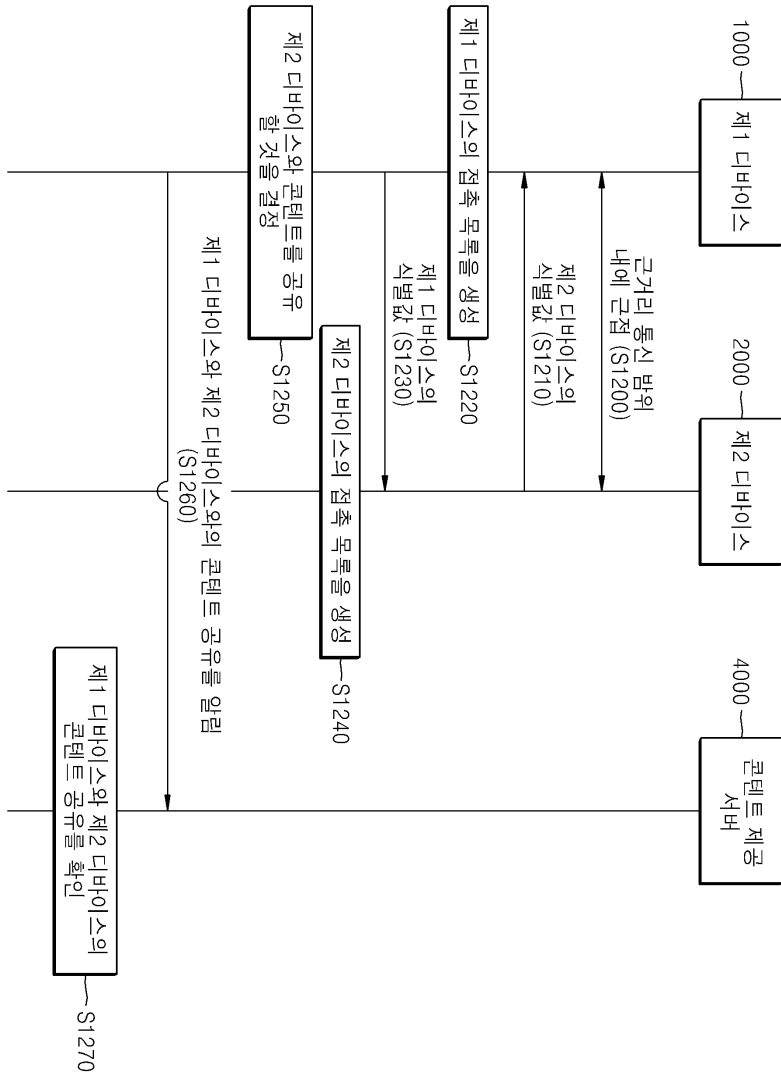 1000
제1 디바이스
2000
제2 디바이스
4000
콘텐트 제공
서버
근거리 통신 범위
내에 근접 (S1200)
제2 디바이스의
식별값 (S1210)
제1 디바이스의 접촉 목록을 생성
S1220
제1 디바이스의
식별값 (S1230)
제2 디바이스의 접촉 목록을 생성
S1240
제2 디바이스와 콘텐트를 공유
할 것을 결정
S1250
제1 디바이스와 제2 디바이스와의 콘텐트 공유를 알림
(S1260)
제1 디바이스와 제2 디바이스의
콘텐트 공유를 확인
S1270